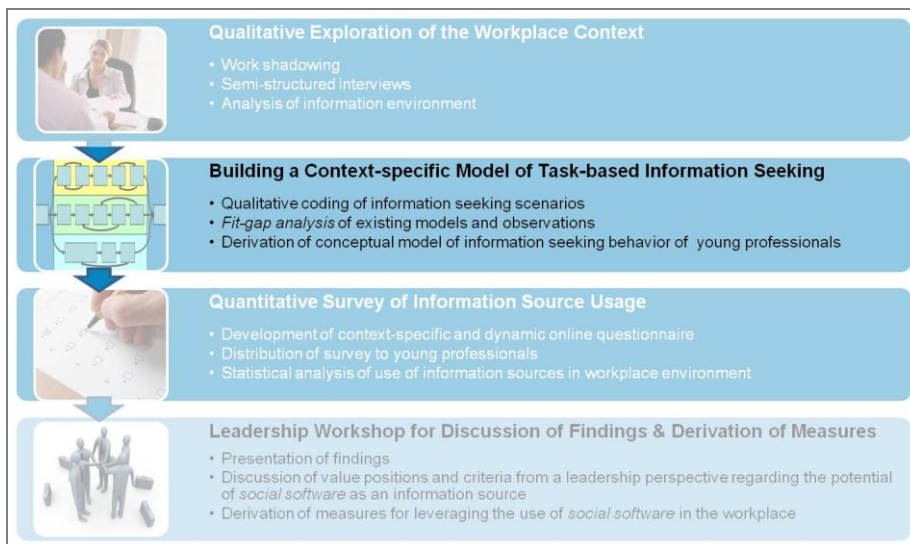 Qualitative Exploration of the Workplace Context
• Work shadowing
• Semi-structured interviews
• Analysis of information environment
Building a Context-specific Model of Task-based Information Seeking
• Qualitative coding of information seeking scenarios
• Fit-gap analysis of existing models and observations
• Derivation of conceptual model of information seeking behavior of young professionals
Quantitative Survey of Information Source Usage
• Development of context-specific and dynamic online questionnaire
• Distribution of survey to young professionals
• Statistical analysis of use of information sources in workplace environment
Leadership Workshop for Discussion of Findings & Derivation of Measures
• Presentation of findings
• Discussion of value positions and criteria from a leadership perspective regarding the potential
of social software as an information source
• Derivation of measures for leveraging the use of social software in the workplace